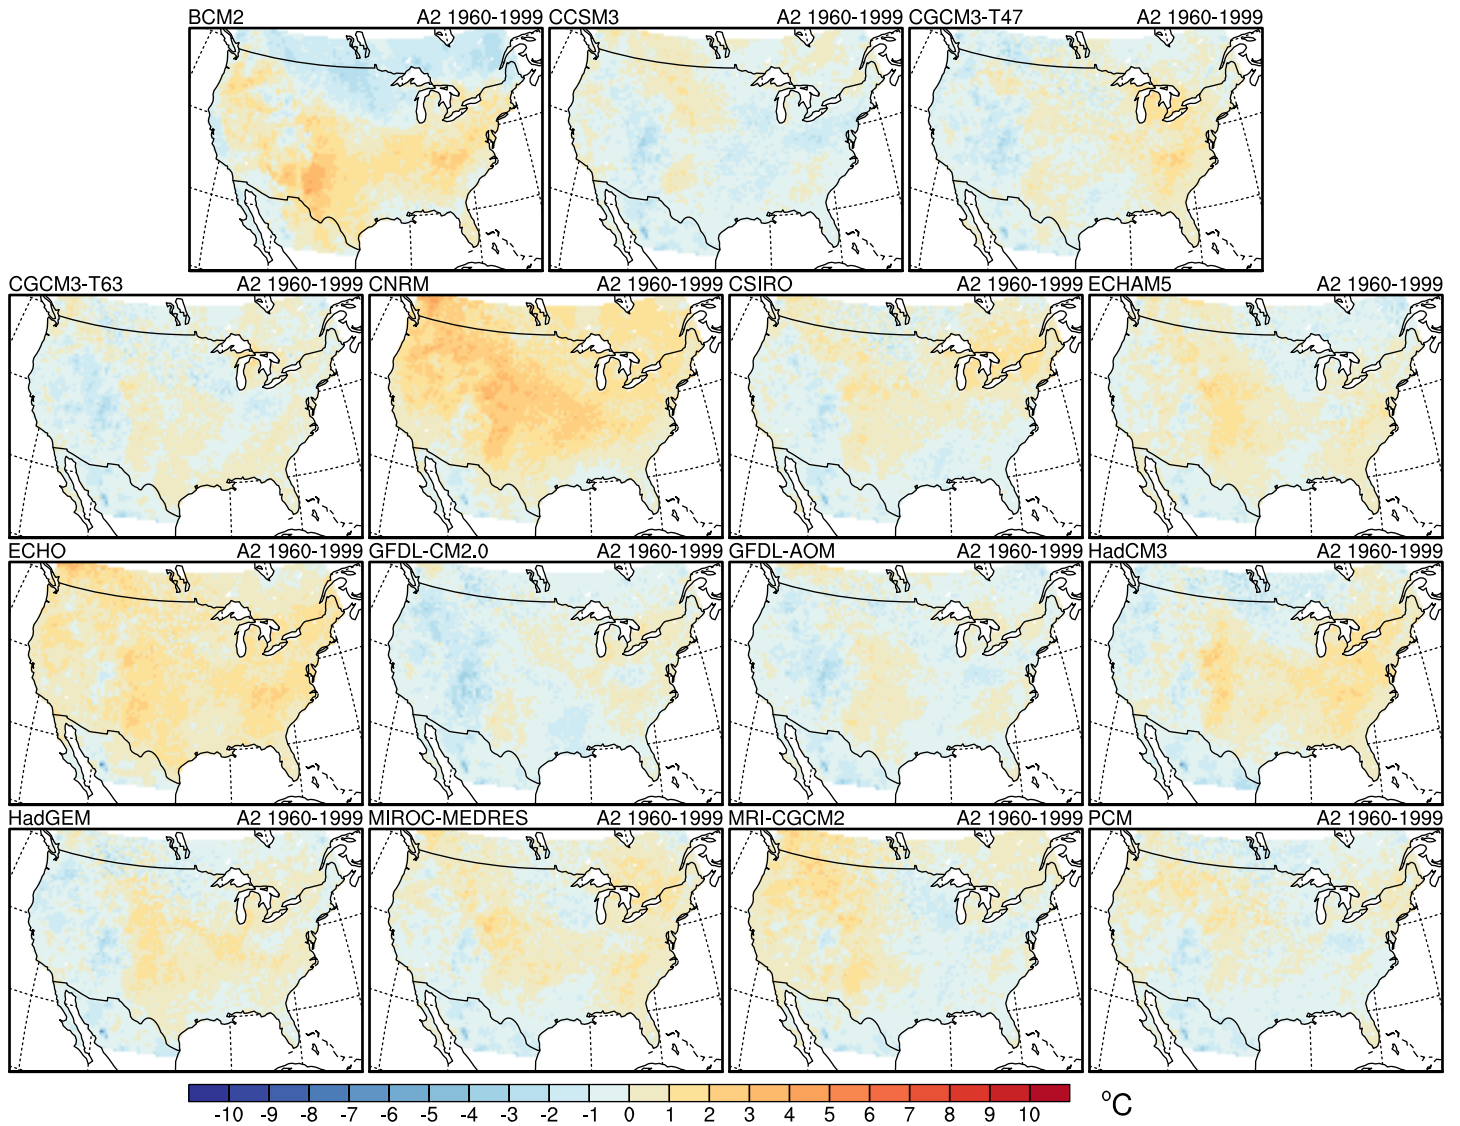 BCM2 A2 1960-1999 CCSM3 A2 1960-1999 CGCM3-T47 A2 1960-1999
CGCM3-T63 A2 1960-1999 CNRM A2 1960-1999 CSIRO A2 1960-1999 ECHAM5 A2 1960-1999
ECHO A2 1960-1999 GFDL-CM2.0 A2 1960-1999 GFDL-AOM A2 1960-1999 HadCM3 A2 1960-1999
HadGEM A2 1960-1999 MIROC-MEDRES A2 1960-1999 MRI-CGCM2 A2 1960-1999 PCM A2 1960-1999
-10 -9 -8 -7 -6 -5 -4 -3 -2 -1 0 1 2 3 4 5 6 7 8 9 10 °C